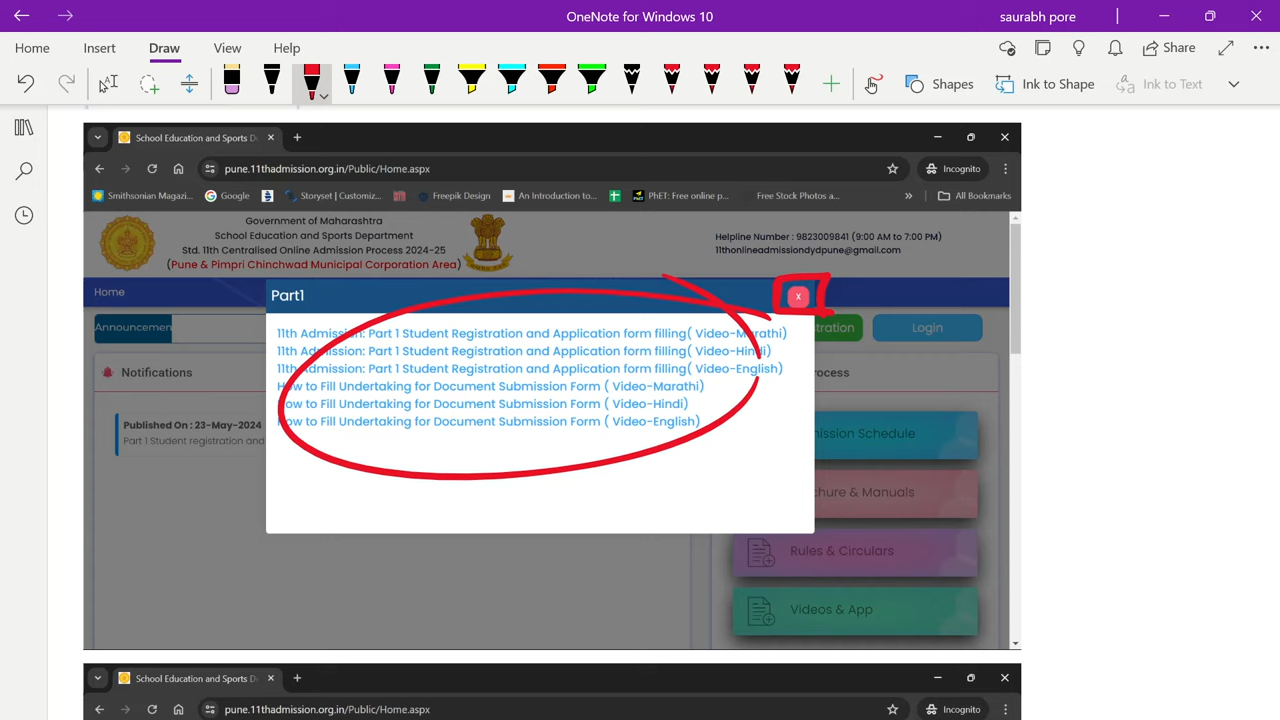 OneNote for Windows 10
saurabh pore
Home Insert Draw View Help
Share
Shapes Ink to Shape Ink to Text
School Education and Sports D
pune.11thadmission.org.in/Public/Home.aspx
Incognito
Smithsonian Magazi... Google Storyset | Customiz... Freepik Design An Introduction to... PhET: Free online p... Free Stock Photos a... » All Bookmarks
Government of Maharashtra
School Education and Sports Department
Std. 11th Centralised Online Admission Process 2024-25
(Pune & Pimpri Chinchwad Municipal Corporation Area)
Helpline Number : 9823009841 (9:00 AM to 7:00 PM)
11thonlineadmissiondydpune@gmail.com
Home
Part1
X
Announcemen
tration
Login
11th Admission: Part 1 Student Registration and Application form filling( Video-Marathi)
11th Admission: Part 1 Student Registration and Application form filling( Video-Hindi)
11th Admission: Part 1 Student Registration and Application form filling( Video-English)
How to Fill Undertaking for Document Submission Form ( Video-Marathi)
How to Fill Undertaking for Document Submission Form ( Video-Hindi)
How to Fill Undertaking for Document Submission Form ( Video-English)
Notifications
ocess
Published On : 23-May-2024
Part 1 Student registration and
ission Schedule
chure & Manuals
Rules & Circulars
Videos & App
School Education and Sports D
pune.11thadmission.org.in/Public/Home.aspx
Incognito